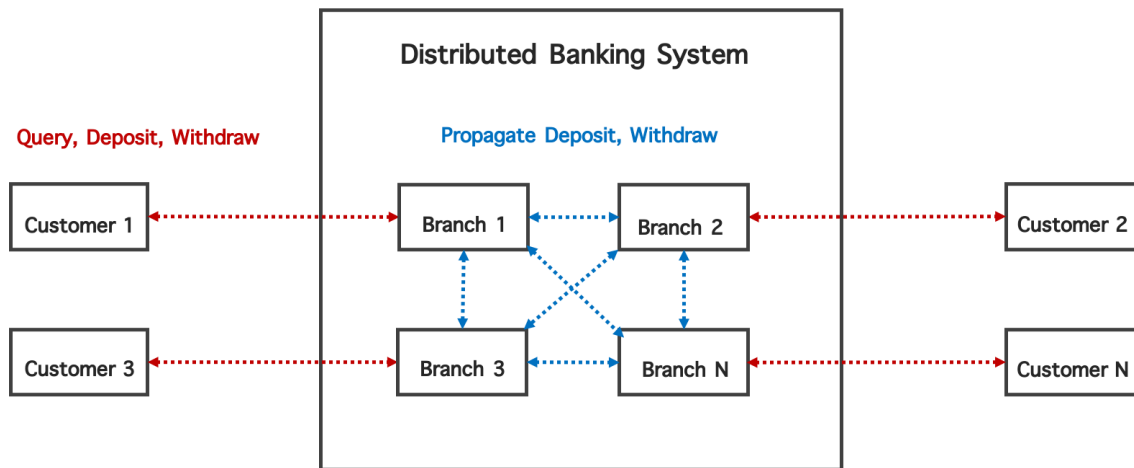 Distributed Banking System
Query, Deposit, Withdraw
Propagate Deposit, Withdraw
Customer 1
Branch 1
Branch 2
Customer 2
Customer 3
Branch 3
Branch N
Customer N